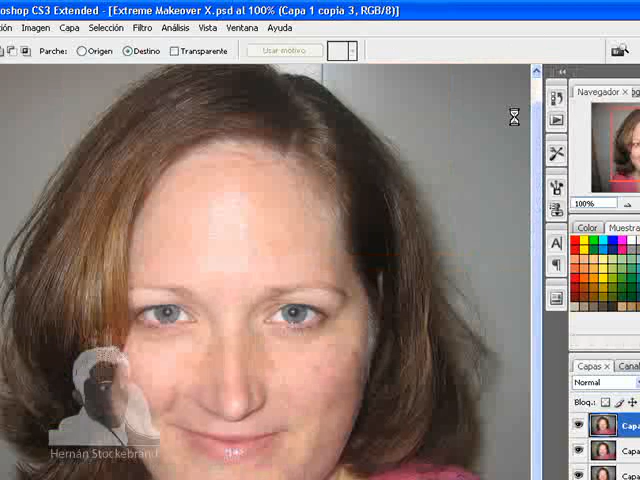 oshop CS3 Extended - [Extreme Makeover X.psd al 100% (Capa 1 copia 3, RGB/8)]
ción Imagen Capa Selección Filtro Análisis Vista Ventana Ayuda
Parche: Origen Destino Transparente Usar motivo
Navegador x
100%
Color Muestra
Capas x Canal
Normal
Bloq.:
Capa
Capa
Capa
Hernán Stockebrand